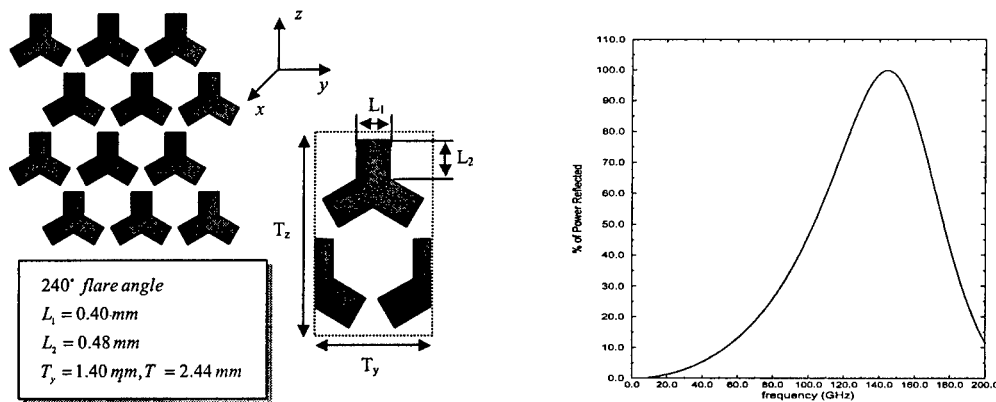 z
y
x
L₁
L₂
T_z
T_y
240° flare angle
L₁ = 0.40 mm
L₂ = 0.48 mm
T_y = 1.40 mm, T = 2.44 mm
110.0
100.0
90.0
80.0
70.0
60.0
50.0
40.0
30.0
20.0
10.0
0.0
% of Power Reflected
0.0 20.0 40.0 60.0 80.0 100.0 120.0 140.0 160.0 180.0 200.0
frequency (GHz)